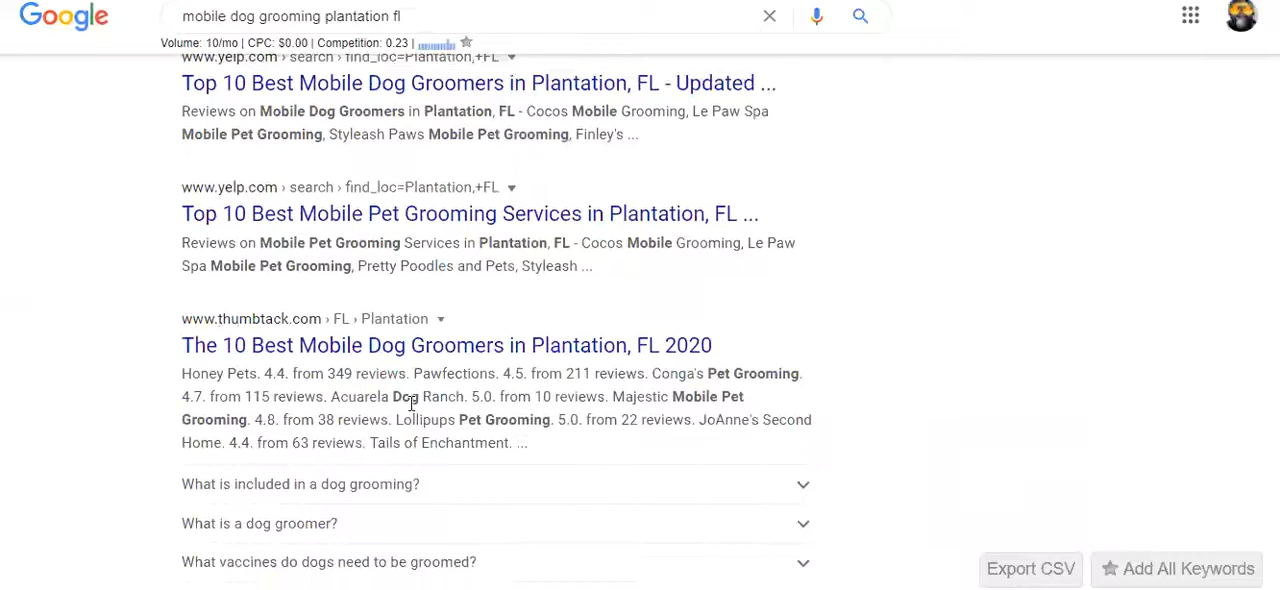 Google
mobile dog grooming plantation fl
Volume: 10/mo | CPC: $0.00 | Competition: 0.23 |
www.yelp.com › search › find_loc=Plantation,+FL
Top 10 Best Mobile Dog Groomers in Plantation, FL - Updated ...
Reviews on Mobile Dog Groomers in Plantation, FL - Cocos Mobile Grooming, Le Paw Spa
Mobile Pet Grooming, Styleash Paws Mobile Pet Grooming, Finley's ...
www.yelp.com › search › find_loc=Plantation,+FL
Top 10 Best Mobile Pet Grooming Services in Plantation, FL ...
Reviews on Mobile Pet Grooming Services in Plantation, FL - Cocos Mobile Grooming, Le Paw
Spa Mobile Pet Grooming, Pretty Poodles and Pets, Styleash ...
www.thumbtack.com › FL › Plantation
The 10 Best Mobile Dog Groomers in Plantation, FL 2020
Honey Pets. 4.4. from 349 reviews. Pawfections. 4.5. from 211 reviews. Conga's Pet Grooming.
4.7. from 115 reviews. Acuarela Dog Ranch. 5.0. from 10 reviews. Majestic Mobile Pet
Grooming. 4.8. from 38 reviews. Lollipups Pet Grooming. 5.0. from 22 reviews. JoAnne's Second
Home. 4.4. from 63 reviews. Tails of Enchantment. ...
What is included in a dog grooming?
What is a dog groomer?
What vaccines do dogs need to be groomed?
Export CSV
Add All Keywords